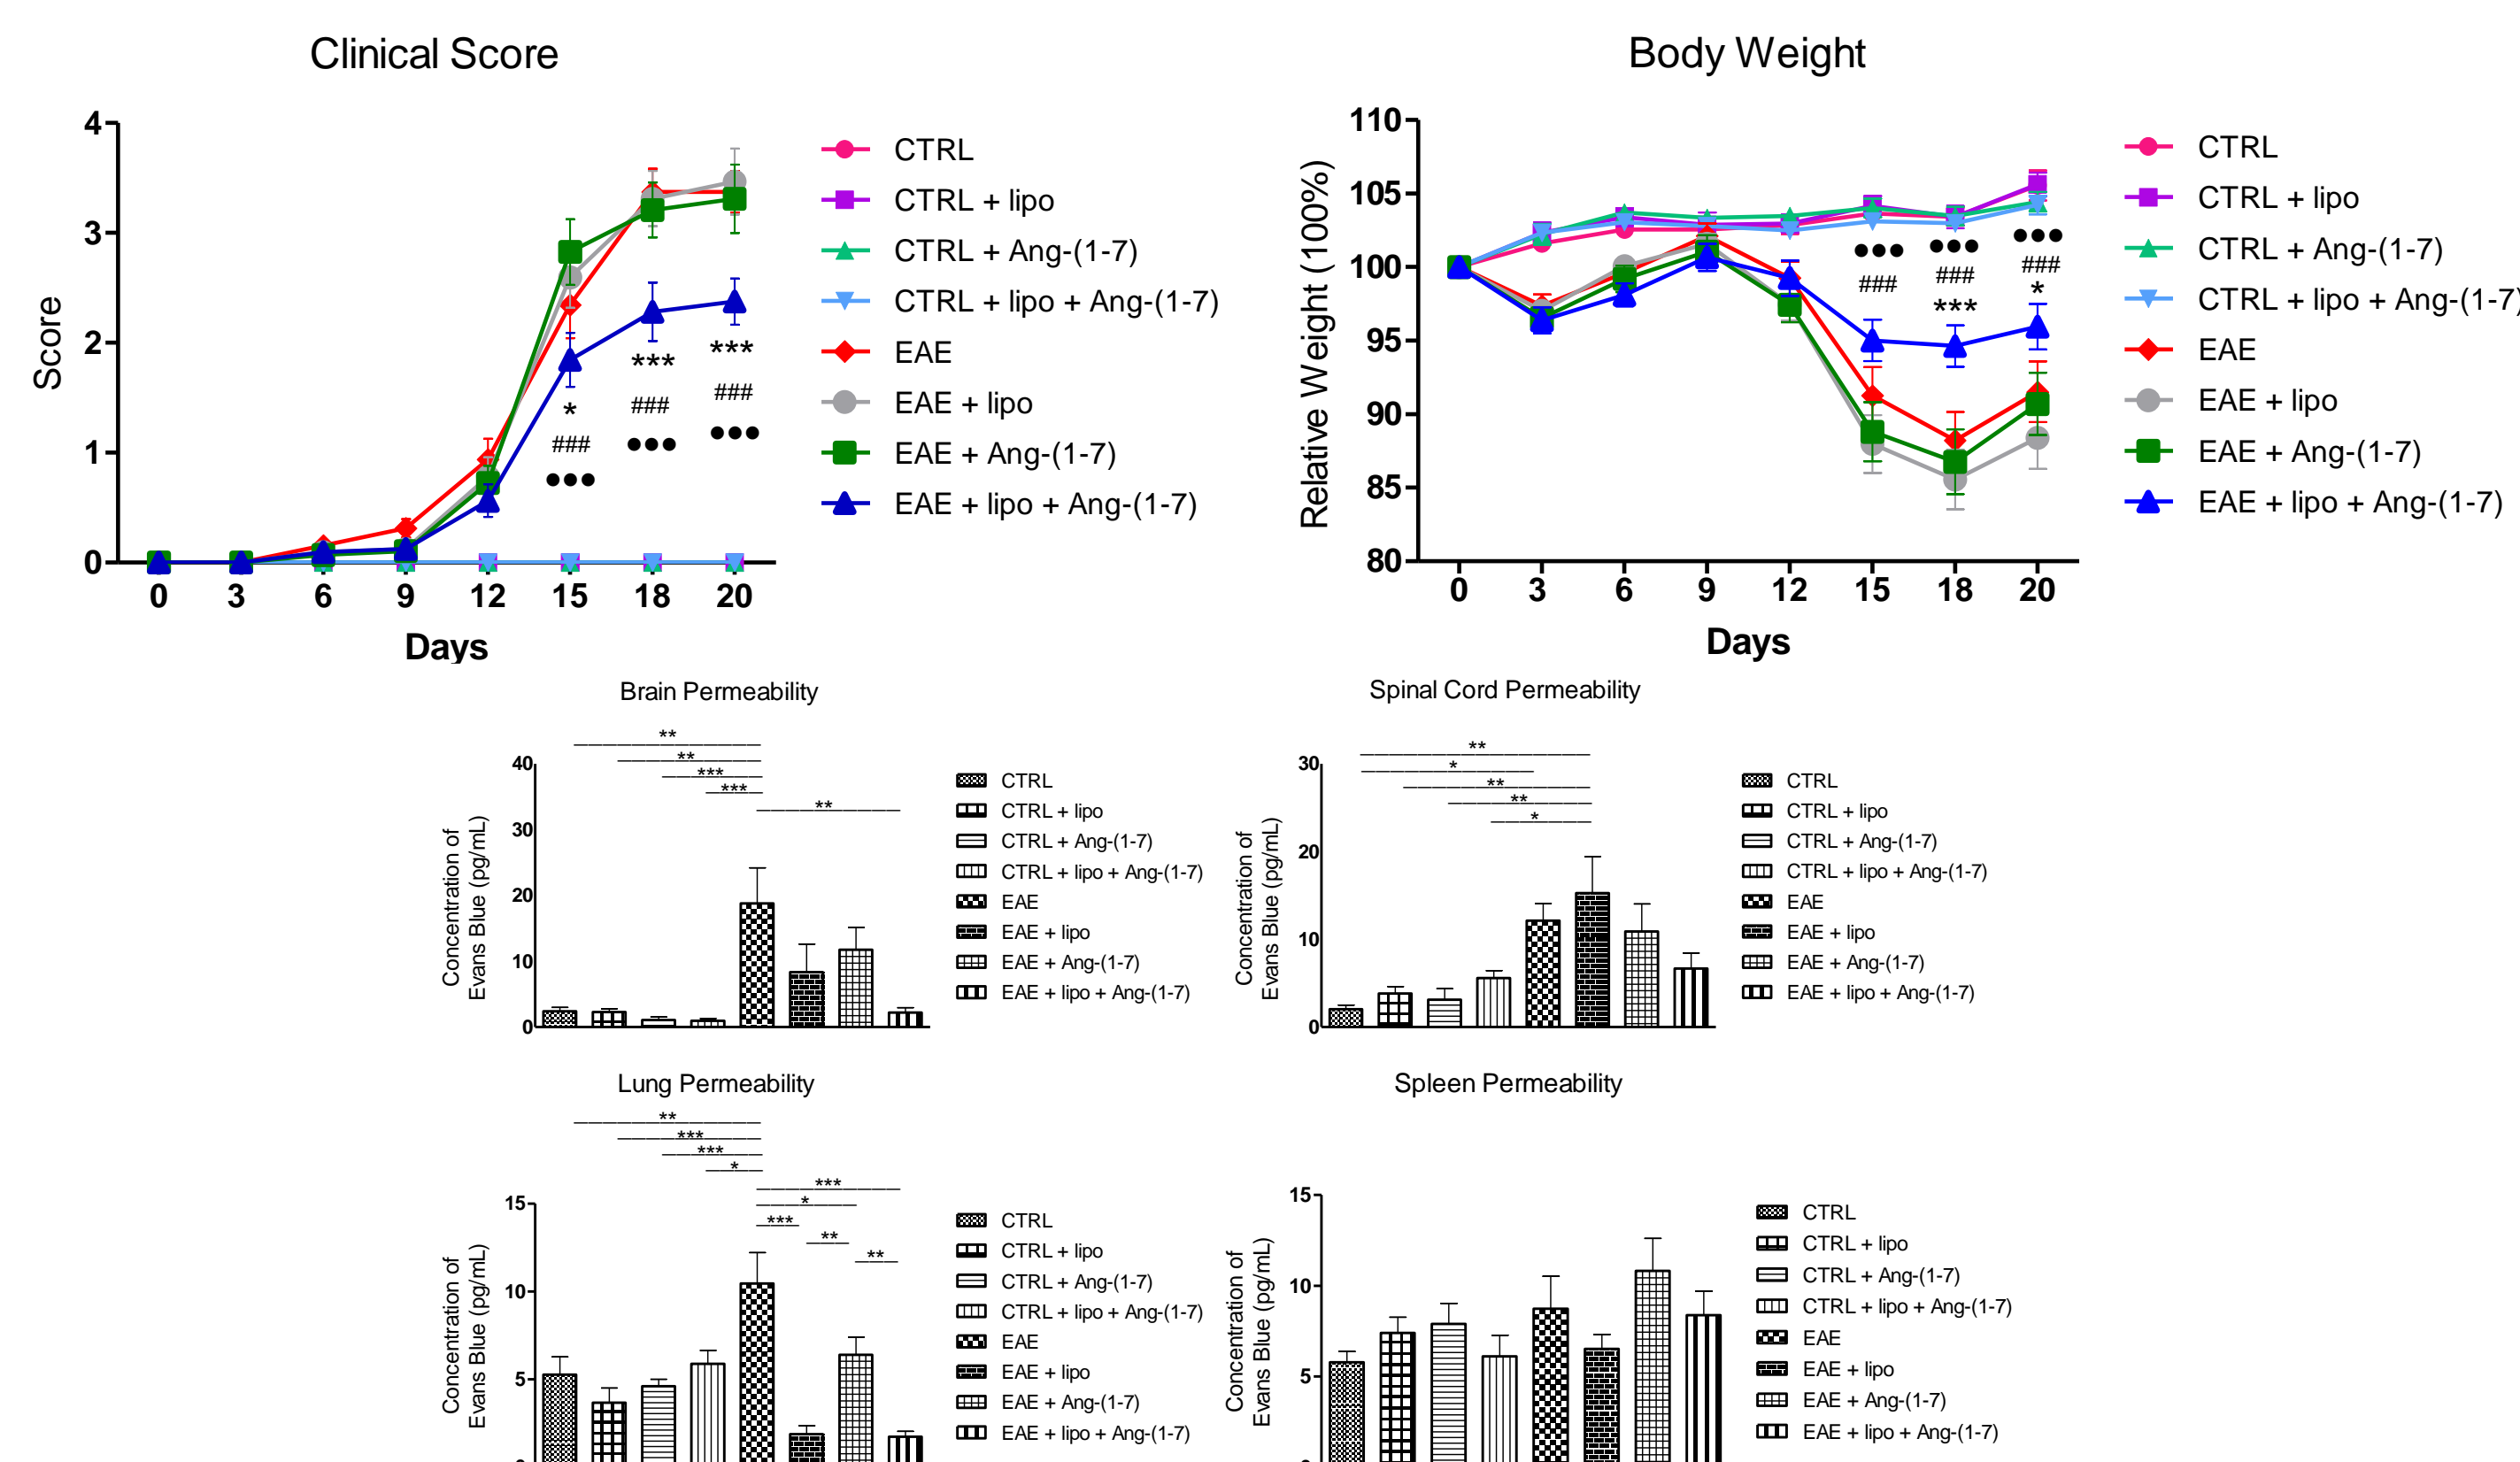 Clinical Score
Body Weight
4
3
2
1
0
Score
0 3 6 9 12 15 18 20
Days
*
###
●●●
***
###
●●●
***
###
●●●
CTRL
CTRL + lipo
CTRL + Ang-(1-7)
CTRL + lipo + Ang-(1-7)
EAE
EAE + lipo
EAE + Ang-(1-7)
EAE + lipo + Ang-(1-7)
110
105
100
95
90
85
80
Relative Weight (100%)
0 3 6 9 12 15 18 20
Days
●●●
###
●●●
###
***
●●●
###
*
CTRL
CTRL + lipo
CTRL + Ang-(1-7)
CTRL + lipo + Ang-(1-7)
EAE
EAE + lipo
EAE + Ang-(1-7)
EAE + lipo + Ang-(1-7)
Brain Permeability
**
**
***
***
**
40
30
20
10
0
Concentration of
Evans Blue (pg/mL)
CTRL
CTRL + lipo
CTRL + Ang-(1-7)
CTRL + lipo + Ang-(1-7)
EAE
EAE + lipo
EAE + Ang-(1-7)
EAE + lipo + Ang-(1-7)
Spinal Cord Permeability
**
*
**
**
*
30
20
10
0
Concentration of
Evans Blue (pg/mL)
CTRL
CTRL + lipo
CTRL + Ang-(1-7)
CTRL + lipo + Ang-(1-7)
EAE
EAE + lipo
EAE + Ang-(1-7)
EAE + lipo + Ang-(1-7)
Lung Permeability
**
***
***
*
***
*
***
**
**
15
10
5
Concentration of
Evans Blue (pg/mL)
CTRL
CTRL + lipo
CTRL + Ang-(1-7)
CTRL + lipo + Ang-(1-7)
EAE
EAE + lipo
EAE + Ang-(1-7)
EAE + lipo + Ang-(1-7)
Spleen Permeability
15
10
5
Concentration of
Evans Blue (pg/mL)
CTRL
CTRL + lipo
CTRL + Ang-(1-7)
CTRL + lipo + Ang-(1-7)
EAE
EAE + lipo
EAE + Ang-(1-7)
EAE + lipo + Ang-(1-7)